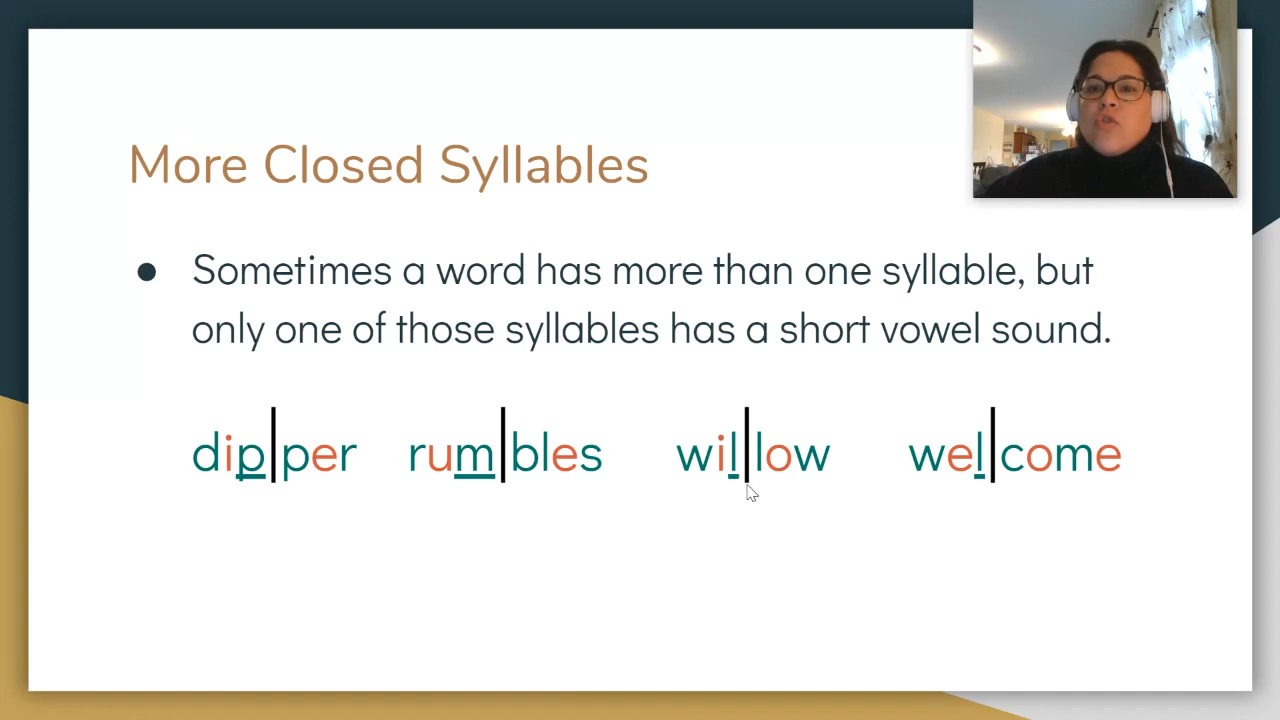 More Closed Syllables
● Sometimes a word has more than one syllable, but
only one of those syllables has a short vowel sound.
dip|per rum|bles wil|low wel|come